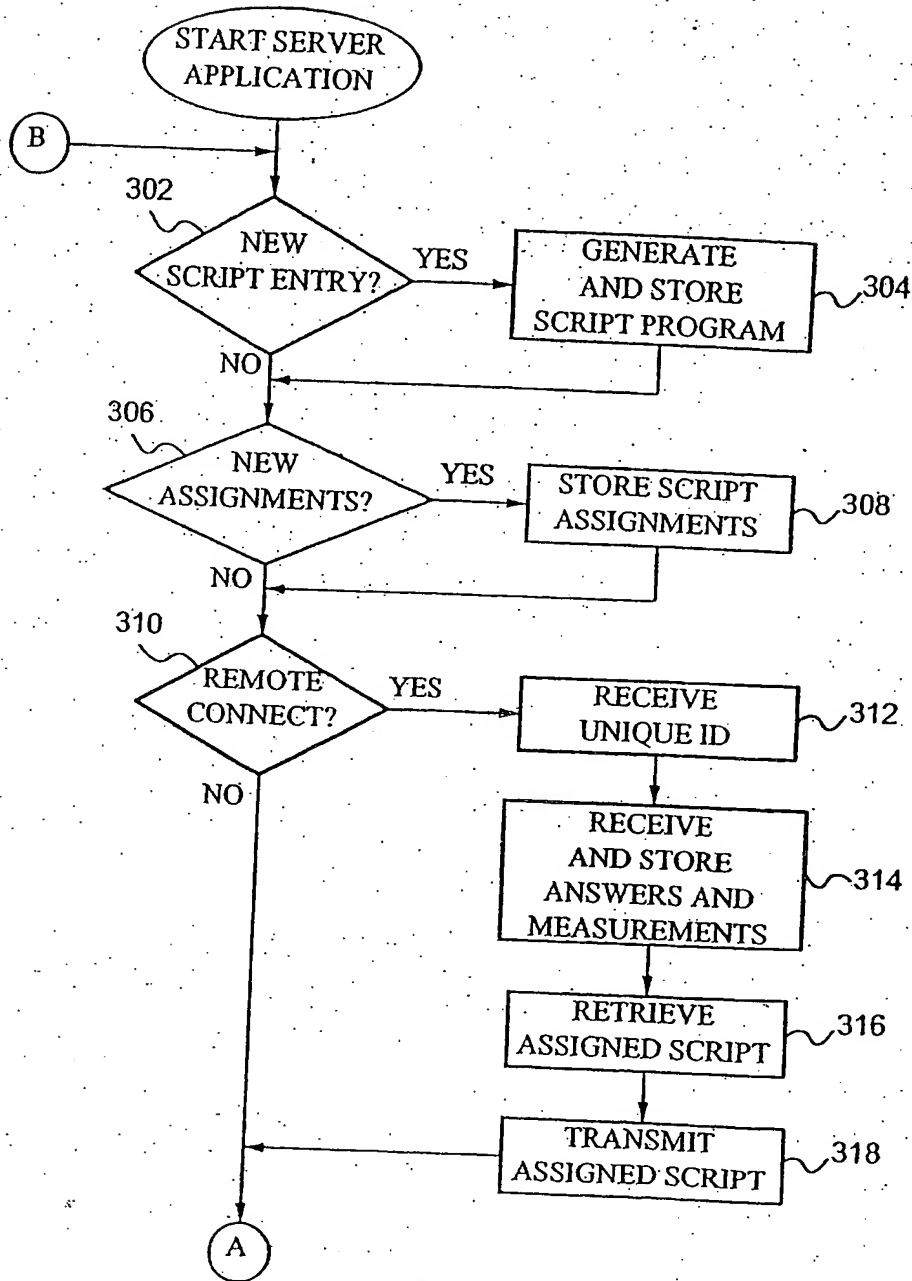 START SERVER
APPLICATION
B
302
NEW
SCRIPT ENTRY?
YES
GENERATE
AND STORE
SCRIPT PROGRAM
304
NO
306
NEW
ASSIGNMENTS?
YES
STORE SCRIPT
ASSIGNMENTS
308
NO
310
REMOTE
CONNECT?
YES
RECEIVE
UNIQUE ID
312
NO
RECEIVE
AND STORE
ANSWERS AND
MEASUREMENTS
314
RETRIEVE
ASSIGNED SCRIPT
316
TRANSMIT
ASSIGNED SCRIPT
318
A